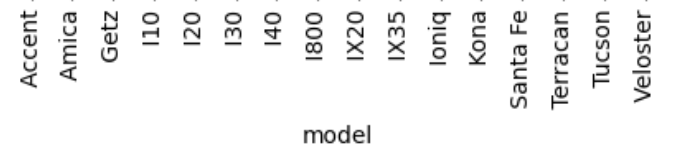 Accent
Amica
Getz
I10
I20
I30
I40
I800
IX20
IX35
Ioniq
Kona
Santa Fe
Terracan
Tucson
Veloster
model